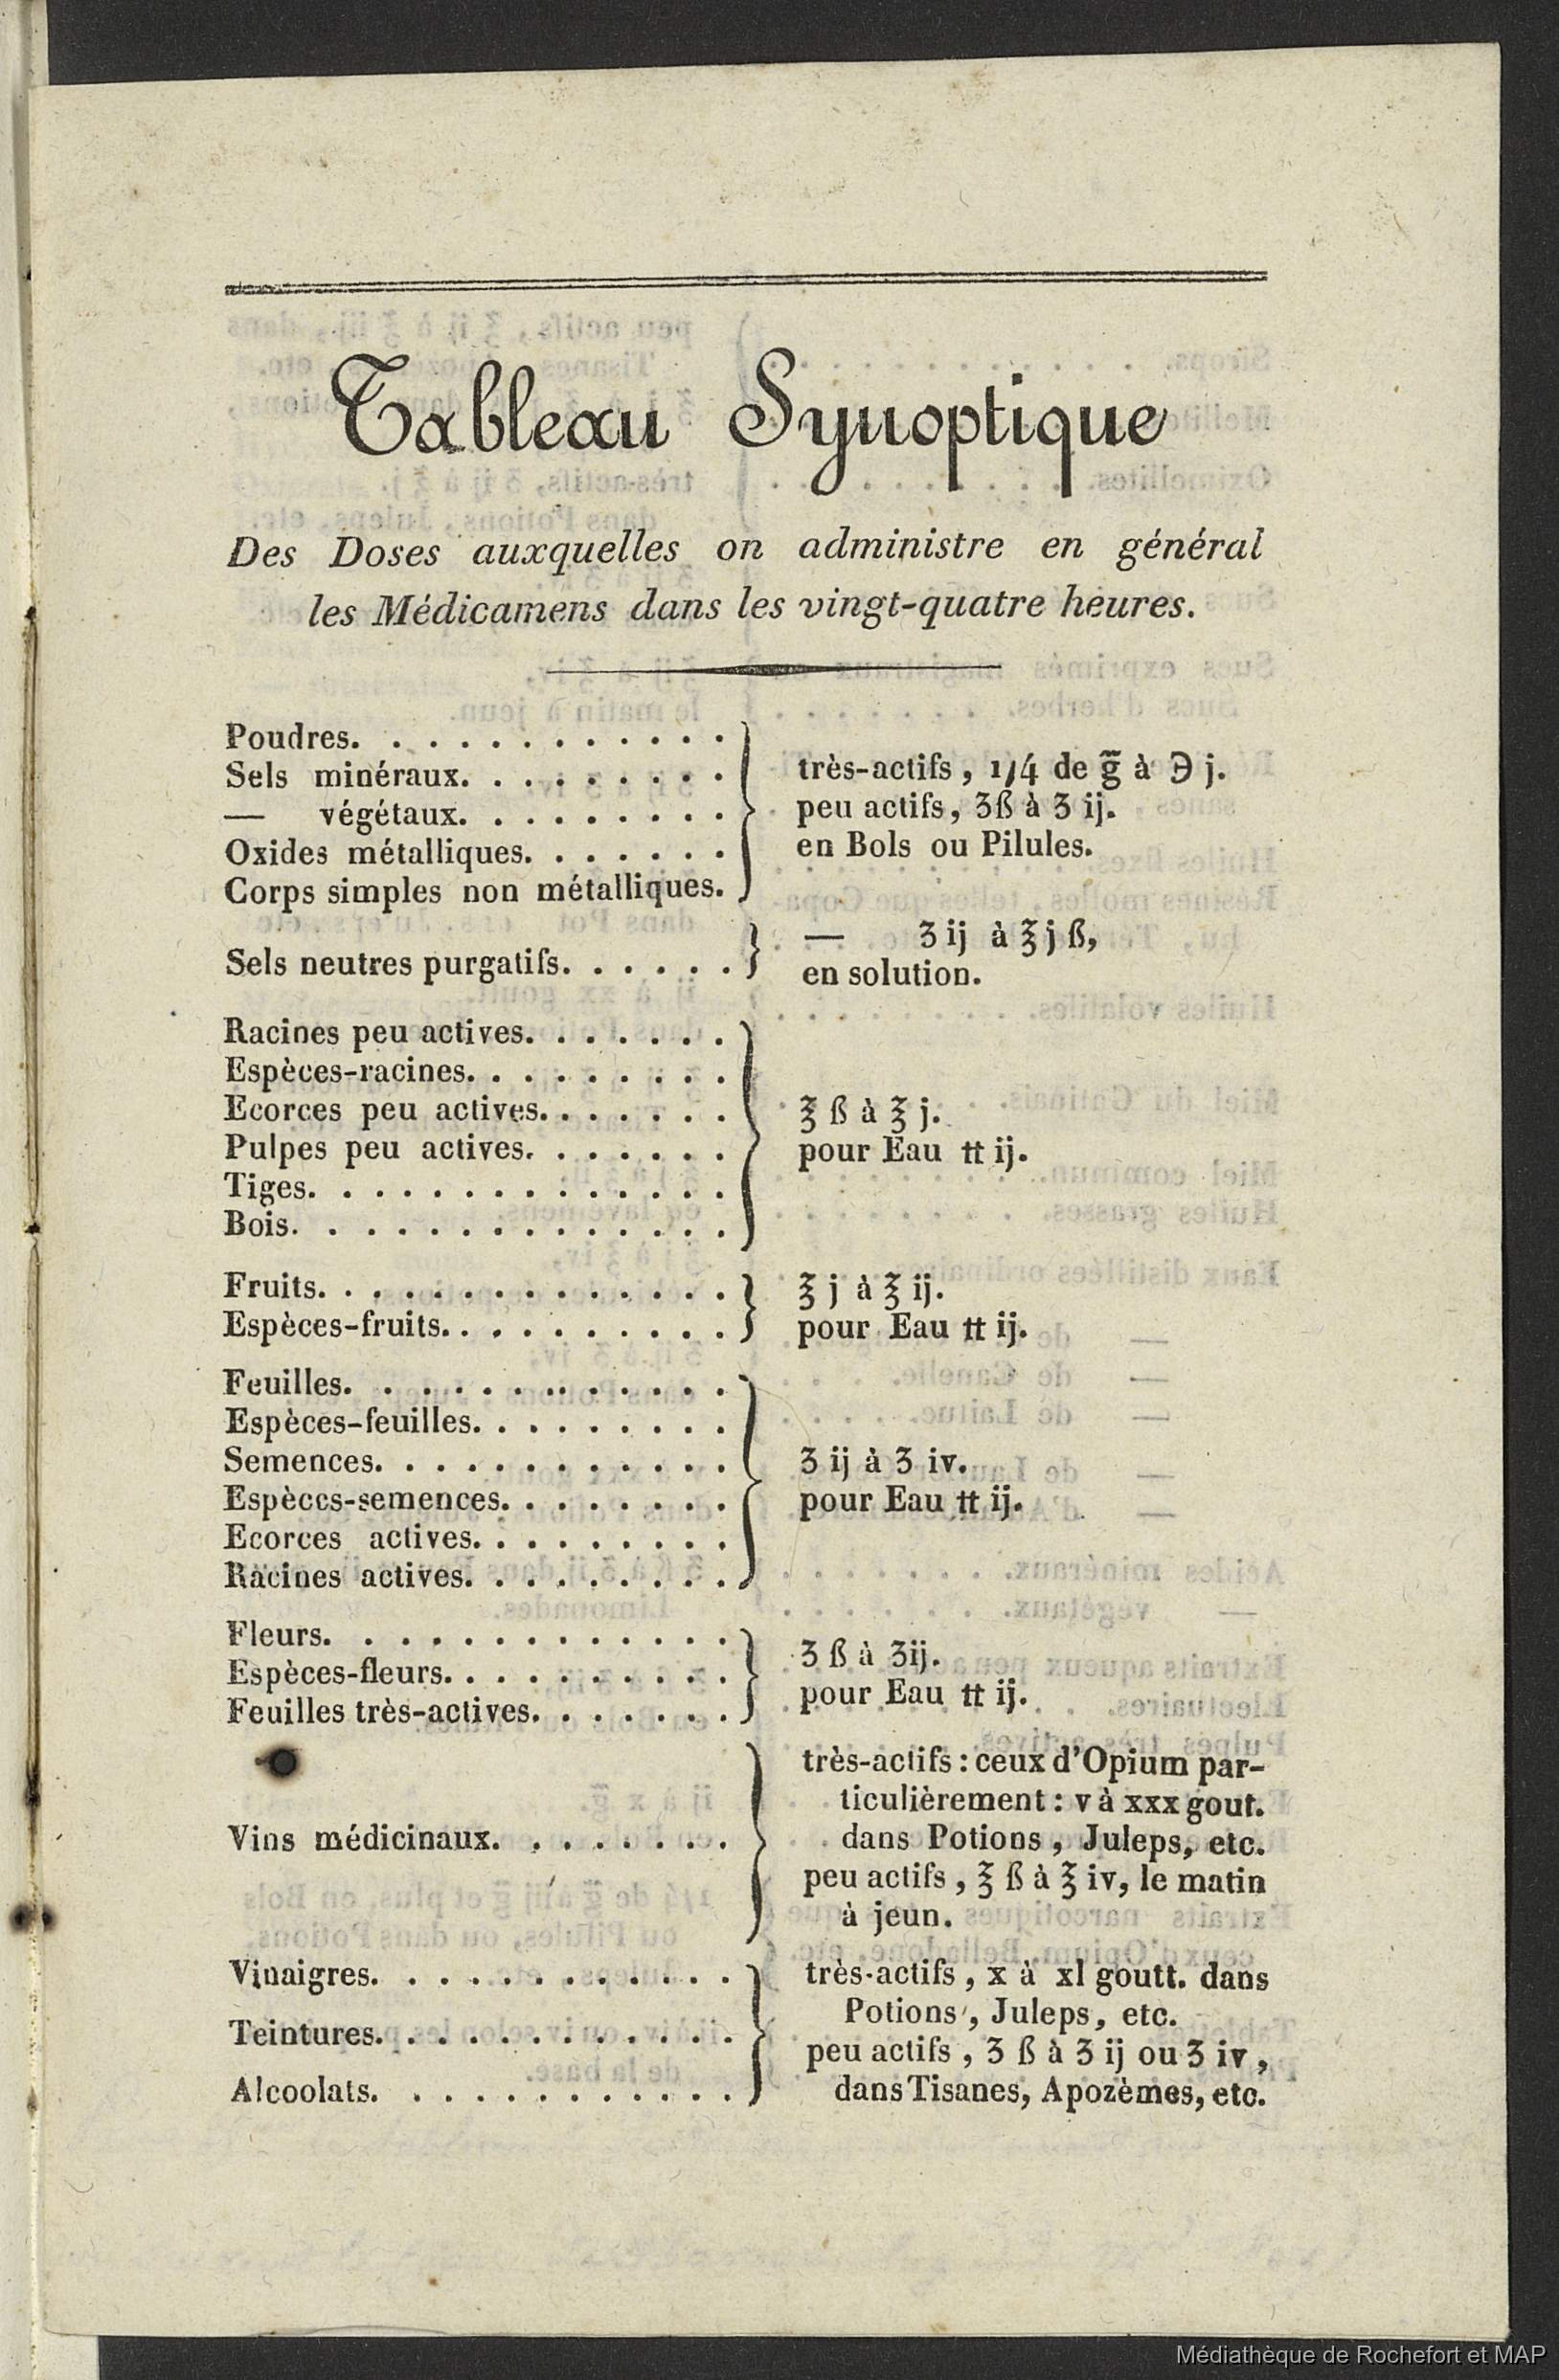 Tableau Synoptique
Des Doses auxquelles on administre en général
les Médicamens dans les vingt-quatre heures.
Poudres. . . . . . . . . . . .
Sels minéraux. . . . . . . . .
— végétaux. . . . . . . . .
Oxides métalliques. . . . . . .
Corps simples non métalliques.
très-actifs, 1/4 de g̅ à ℈ j.
peu actifs, ʒß à ʒ ij.
en Bols ou Pilules.
Sels neutres purgatifs. . . . . .
— ʒ ij à ℥ j ß,
en solution.
Racines peu actives. . . . . . .
Espèces-racines. . . . . . . . .
Ecorces peu actives. . . . . . .
Pulpes peu actives. . . . . . .
Tiges. . . . . . . . . . . . . .
Bois. . . . . . . . . . . . . .
℥ ß à ℥ j.
pour Eau ℔ ij.
Fruits. . . . . . . . . . . . . .
Espèces-fruits. . . . . . . . . .
℥ j à ℥ ij.
pour Eau ℔ ij.
Feuilles. . . . . . . . . . . .
Espèces-feuilles. . . . . . . . .
Semences. . . . . . . . . . . .
Espèces-semences. . . . . . . .
Ecorces actives. . . . . . . . .
Racines actives. . . . . . . . .
ʒ ij à ʒ iv.
pour Eau ℔ ij.
Fleurs. . . . . . . . . . . . .
Espèces-fleurs. . . . . . . . . .
Feuilles très-actives. . . . . . .
ʒ ß à ʒij.
pour Eau ℔ ij.
Vins médicinaux. . . . . . . .
très-actifs : ceux d'Opium par-
ticulièrement : v à xxx gout.
dans Potions, Juleps, etc.
peu actifs, ℥ ß à ℥ iv, le matin
à jeun.
Vinaigres. . . . . . . . . . . .
Teintures. . . . . . . . . . . .
Alcoolats. . . . . . . . . . . .
très-actifs, x à xl goutt. dans
Potions, Juleps, etc.
peu actifs, ʒ ß à ʒ ij ou ʒ iv,
dans Tisanes, Apozèmes, etc.
Médiathèque de Rochefort et MAP